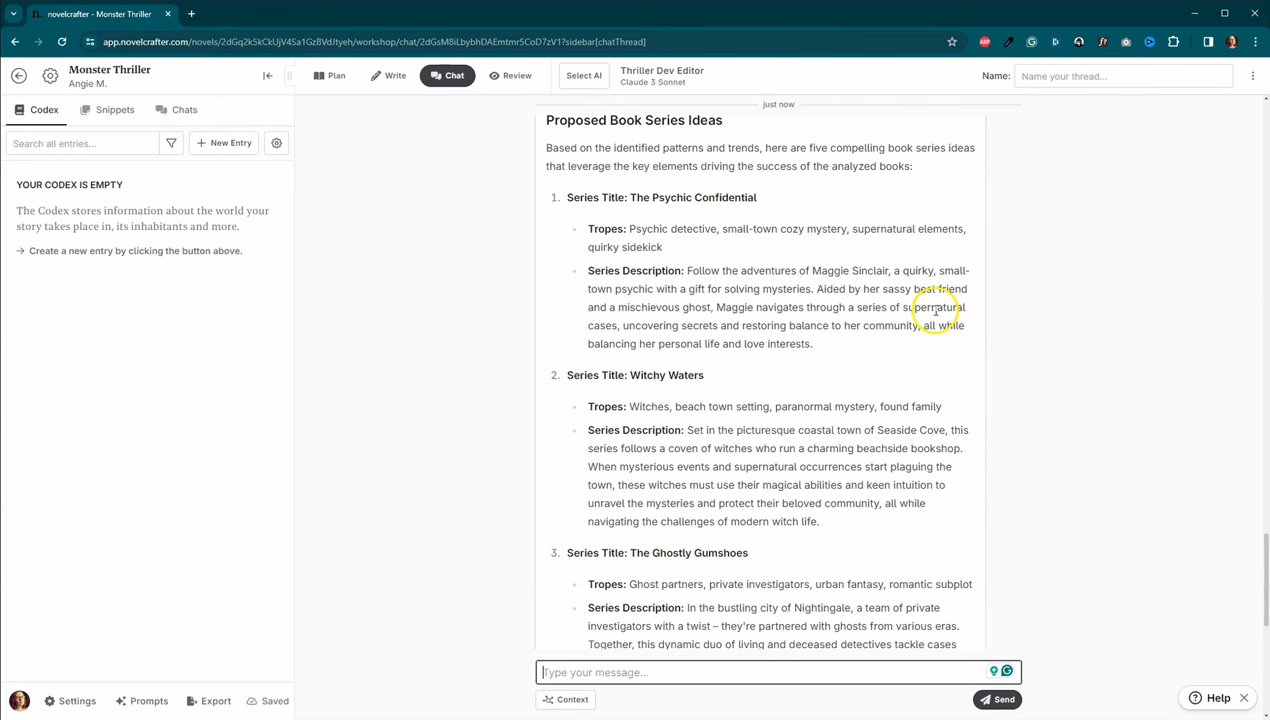 novelcrafter - Monster Thriller
app.novelcrafter.com/novels/2dGq2k5kCkUjV4Sa1GzBVdJtyeh/workshop/chat/2dGsM8iLbybhDAEmtmr5CoD7zV1?sidebar[chatThread]
Monster Thriller
Angie M.
Plan
Write
Chat
Review
Select AI
Thriller Dev Editor
Claude 3 Sonnet
Name:
Name your thread...
Codex
Snippets
Chats
Search all entries...
New Entry
YOUR CODEX IS EMPTY
The Codex stores information about the world your
story takes place in, its inhabitants and more.
→ Create a new entry by clicking the button above.
just now
Proposed Book Series Ideas
Based on the identified patterns and trends, here are five compelling book series ideas
that leverage the key elements driving the success of the analyzed books:
1. Series Title: The Psychic Confidential
Tropes: Psychic detective, small-town cozy mystery, supernatural elements,
quirky sidekick
Series Description: Follow the adventures of Maggie Sinclair, a quirky, small-
town psychic with a gift for solving mysteries. Aided by her sassy best friend
and a mischievous ghost, Maggie navigates through a series of supernatural
cases, uncovering secrets and restoring balance to her community, all while
balancing her personal life and love interests.
2. Series Title: Witchy Waters
Tropes: Witches, beach town setting, paranormal mystery, found family
Series Description: Set in the picturesque coastal town of Seaside Cove, this
series follows a coven of witches who run a charming beachside bookshop.
When mysterious events and supernatural occurrences start plaguing the
town, these witches must use their magical abilities and keen intuition to
unravel the mysteries and protect their beloved community, all while
navigating the challenges of modern witch life.
3. Series Title: The Ghostly Gumshoes
Tropes: Ghost partners, private investigators, urban fantasy, romantic subplot
Series Description: In the bustling city of Nightingale, a team of private
investigators with a twist – they're partnered with ghosts from various eras.
Together, this dynamic duo of living and deceased detectives tackle cases
Type your message...
Context
Send
Settings
Prompts
Export
Saved
Help